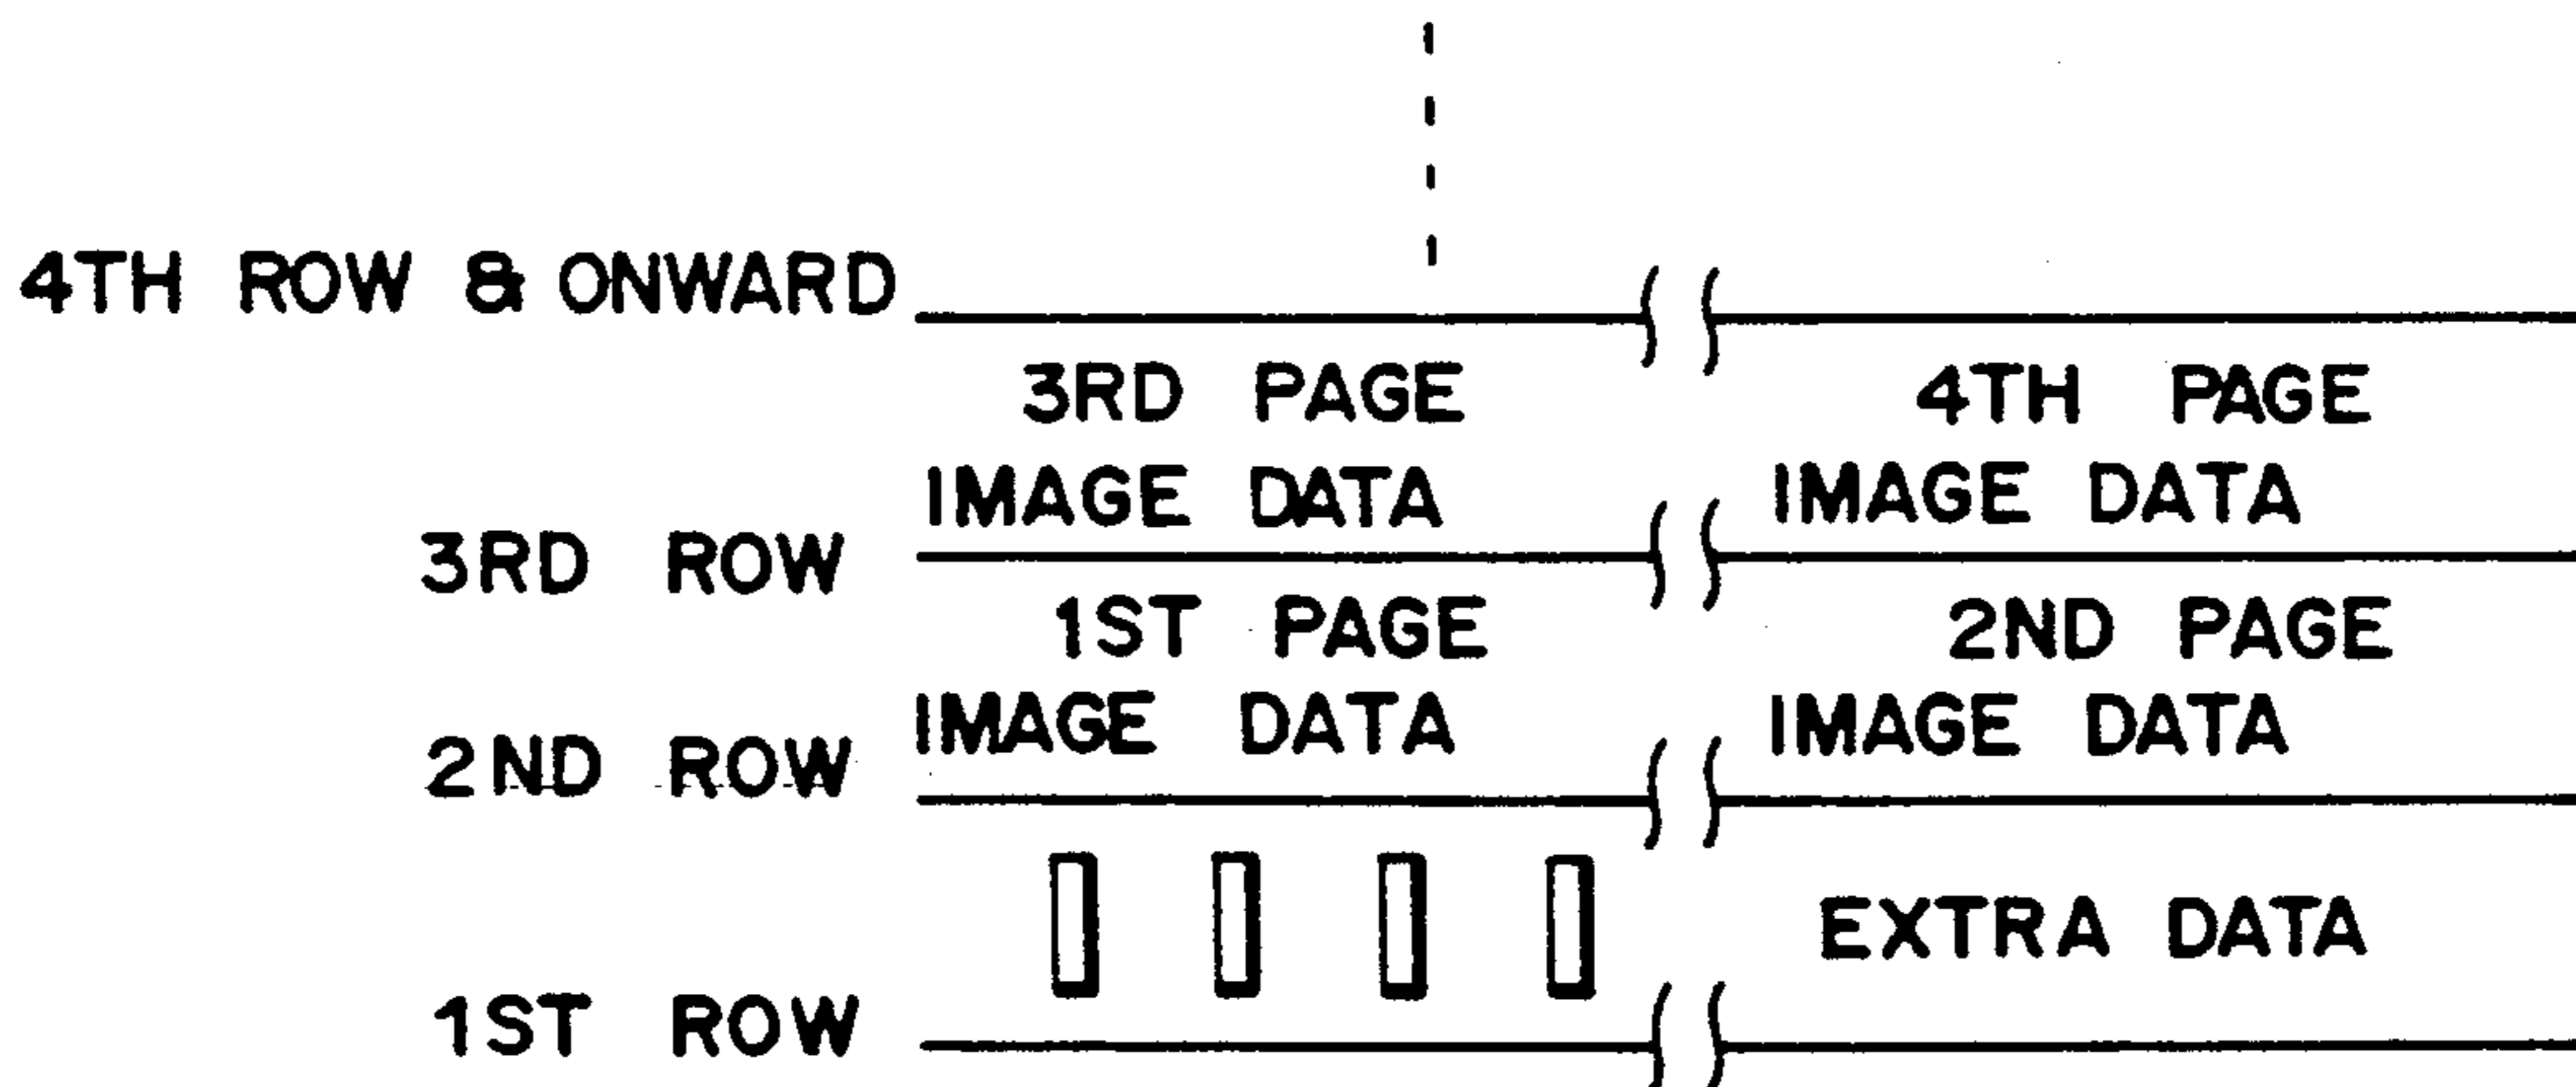 4TH ROW & ONWARD
3RD PAGE 4TH PAGE
IMAGE DATA IMAGE DATA
3RD ROW
1ST PAGE 2ND PAGE
IMAGE DATA IMAGE DATA
2ND ROW
EXTRA DATA
1ST ROW